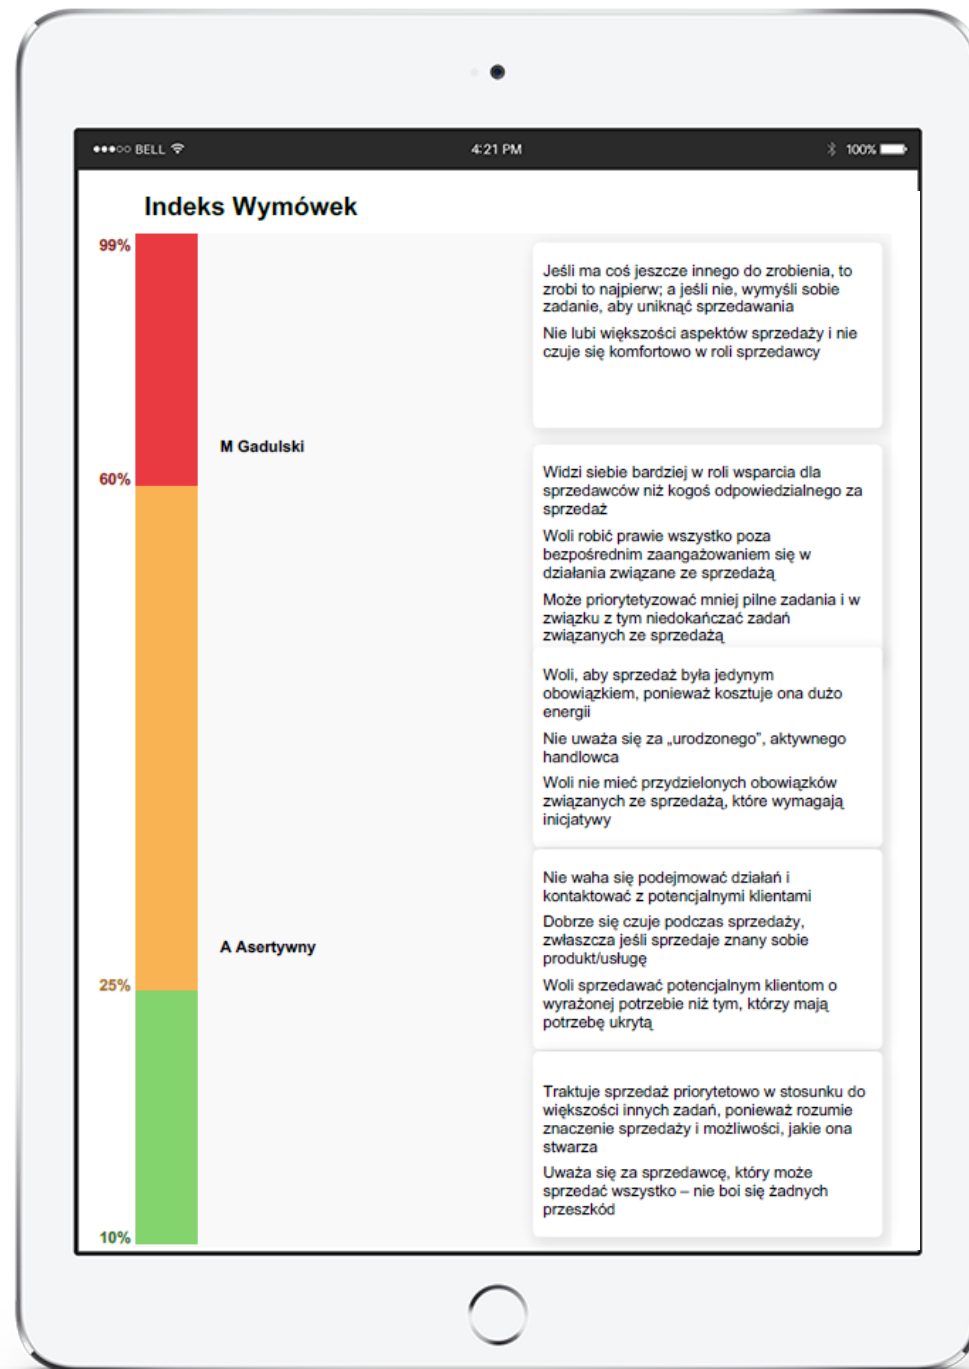 BELL
4:21 PM
100%
Indeks Wymówek
99%
Jeśli ma coś jeszcze innego do zrobienia, to
zrobi to najpierw; a jeśli nie, wymyśli sobie
zadanie, aby uniknąć sprzedawania
Nie lubi większości aspektów sprzedaży i nie
czuje się komfortowo w roli sprzedawcy
M Gadulski
60%
Widzi siebie bardziej w roli wsparcia dla
sprzedawców niż kogoś odpowiedzialnego za
sprzedaż
Woli robić prawie wszystko poza
bezpośrednim zaangażowaniem się w
działania związane ze sprzedażą
Może priorytetyzować mniej pilne zadania i w
związku z tym niedokańczać zadań
związanych ze sprzedażą
Woli, aby sprzedaż była jedynym
obowiązkiem, ponieważ kosztuje ona dużo
energii
Nie uważa się za „urodzonego”, aktywnego
handlowca
Woli nie mieć przydzielonych obowiązków
związanych ze sprzedażą, które wymagają
inicjatywy
Nie waha się podejmować działań i
kontaktować z potencjalnymi klientami
Dobrze się czuje podczas sprzedaży,
zwłaszcza jeśli sprzedaje znany sobie
produkt/usługę
A Asertywny
25%
Woli sprzedawać potencjalnym klientom o
wyrażonej potrzebie niż tym, którzy mają
potrzebę ukrytą
Traktuje sprzedaż priorytetowo w stosunku do
większości innych zadań, ponieważ rozumie
znaczenie sprzedaży i możliwości, jakie ona
stwarza
Uważa się za sprzedawcę, który może
sprzedać wszystko – nie boi się żadnych
przeszkód
10%